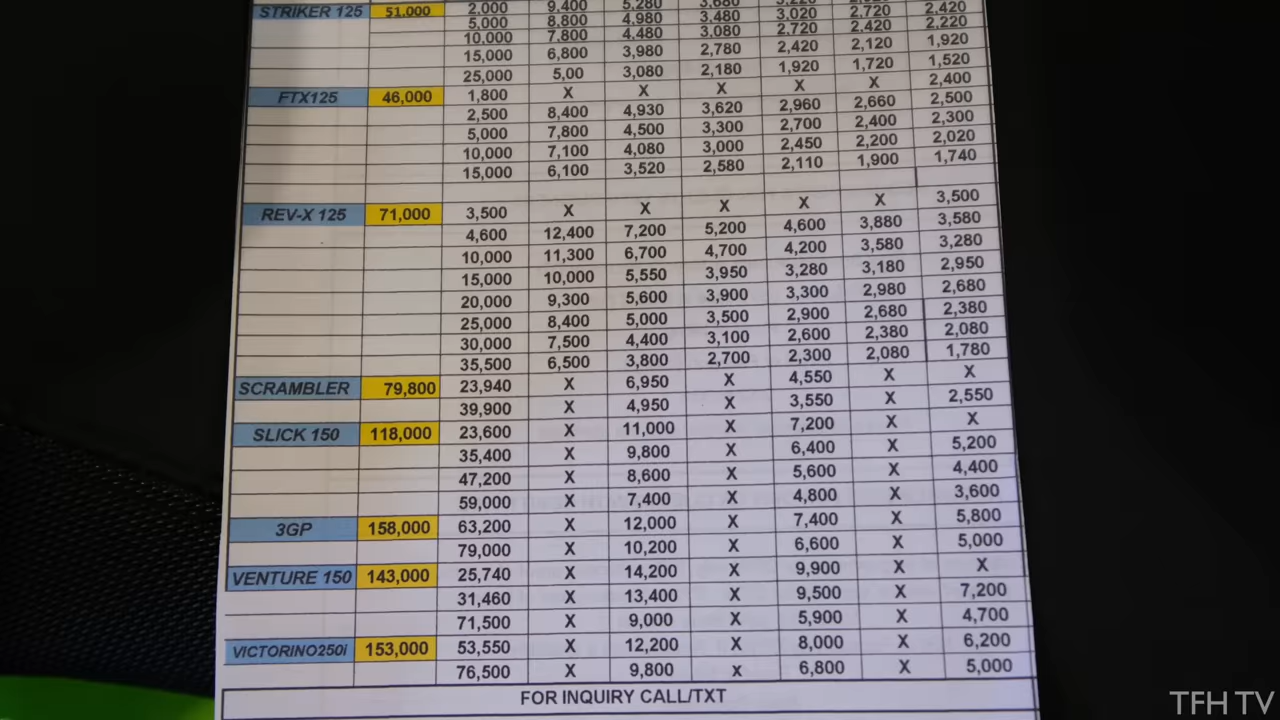 STRIKER 125 51,000 2,000 9,400 5,280 3,680 2,720 2,420
5,000 8,800 4,980 3,480 3,020 2,420 2,220
10,000 7,800 4,480 3,080 2,720 2,120 1,920
15,000 6,800 3,980 2,780 2,420 1,720 1,520
25,000 5,00 3,080 2,180 1,920 X 2,400
FTX125 46,000 1,800 X X X X 2,660 2,500
2,500 8,400 4,930 3,620 2,960 2,400 2,300
5,000 7,800 4,500 3,300 2,700 2,200 2,020
10,000 7,100 4,080 3,000 2,450 1,900 1,740
15,000 6,100 3,520 2,580 2,110
REV-X 125 71,000 3,500 X X X X X 3,500
4,600 12,400 7,200 5,200 4,600 3,880 3,580
10,000 11,300 6,700 4,700 4,200 3,580 3,280
15,000 10,000 5,550 3,950 3,280 3,180 2,950
20,000 9,300 5,600 3,900 3,300 2,980 2,680
25,000 8,400 5,000 3,500 2,900 2,680 2,380
30,000 7,500 4,400 3,100 2,600 2,380 2,080
35,500 6,500 3,800 2,700 2,300 2,080 1,780
SCRAMBLER 79,800 23,940 X 6,950 X 4,550 X X
39,900 X 4,950 X 3,550 X 2,550
SLICK 150 118,000 23,600 X 11,000 X 7,200 X X
35,400 X 9,800 X 6,400 X 5,200
47,200 X 8,600 X 5,600 X 4,400
59,000 X 7,400 X 4,800 X 3,600
3GP 158,000 63,200 X 12,000 X 7,400 X 5,800
79,000 X 10,200 X 6,600 X 5,000
VENTURE 150 143,000 25,740 X 14,200 X 9,900 X X
31,460 X 13,400 X 9,500 X 7,200
71,500 X 9,000 X 5,900 X 4,700
VICTORINO250i 153,000 53,550 X 12,200 X 8,000 X 6,200
76,500 X 9,800 x 6,800 X 5,000
FOR INQUIRY CALL/TXT
TFH TV